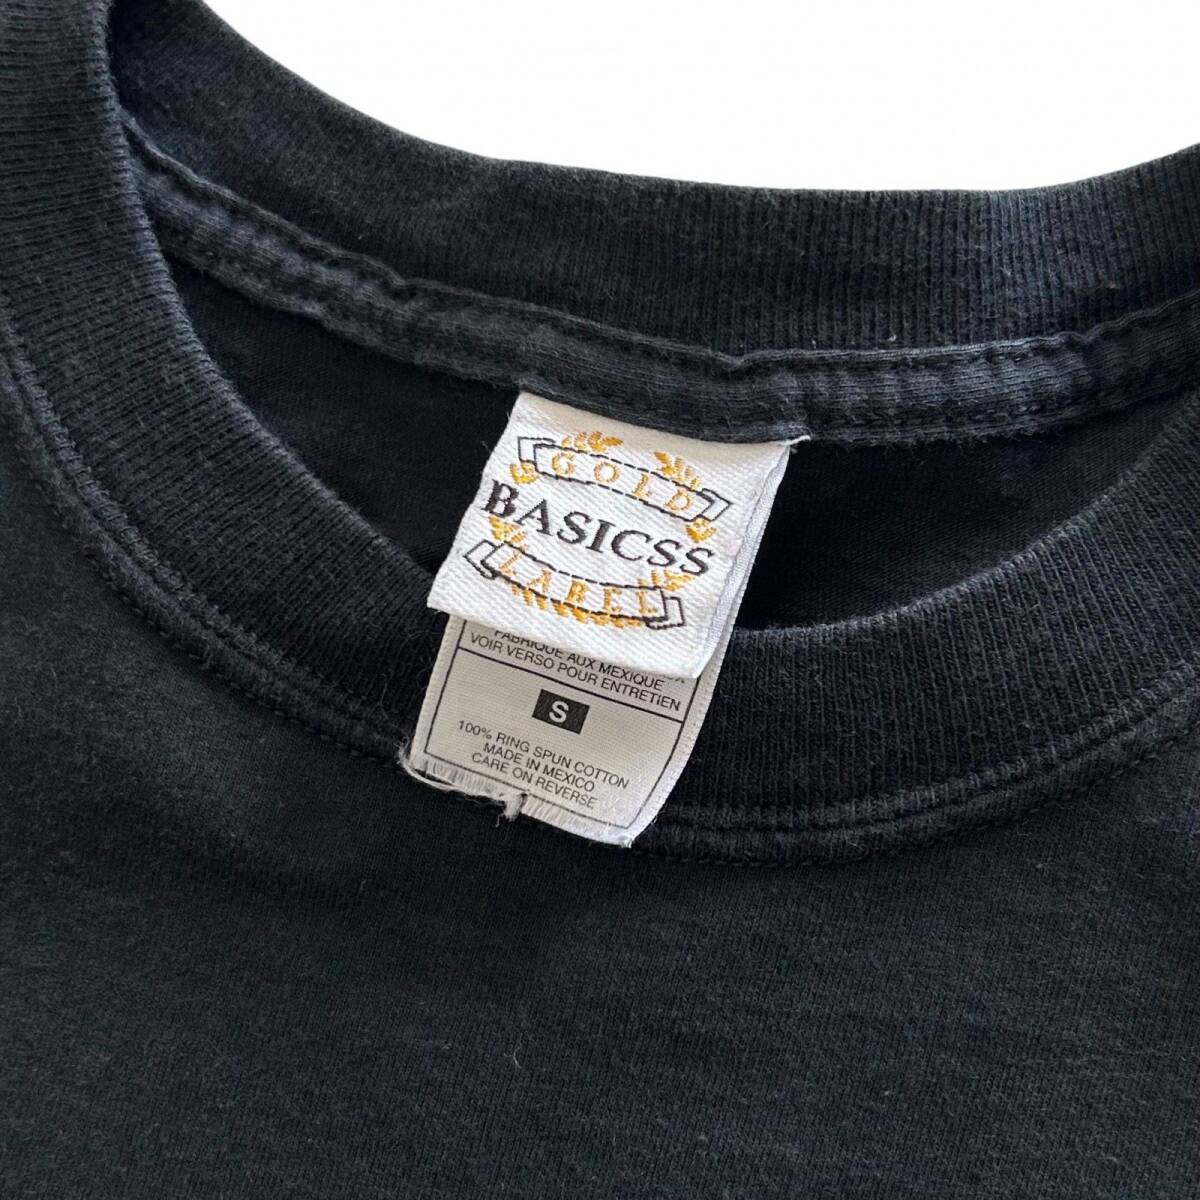 GOLD
BASICSS
LABEL
FABRIQUE AUX MEXIQUE
VOIR VERSO POUR ENTRETIEN
S
100% RING SPUN COTTON
MADE IN MEXICO
CARE ON REVERSE